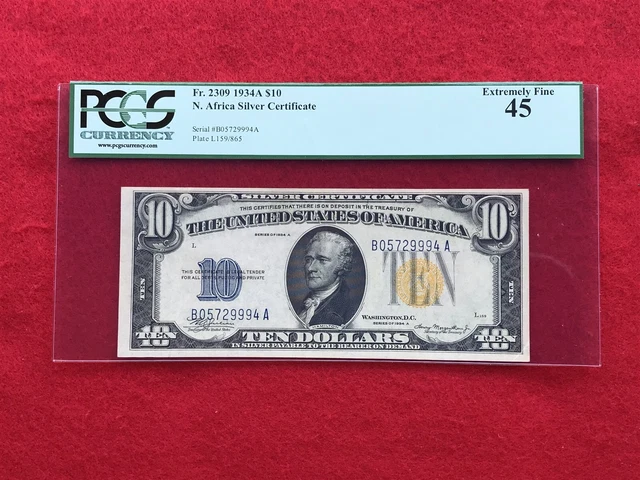 PCGS
CURRENCY
www.pcgscurrency.com
Fr. 2309 1934A $10
N. Africa Silver Certificate
Serial #B05729994A
Plate L159/865
Extremely Fine
45
SILVER CERTIFICATE
THIS CERTIFIES THAT THERE IS ON DEPOSIT IN THE TREASURY OF
10
THE UNITED STATES OF AMERICA
10
SERIES OF 1934 A
L
B05729994 A
THIS CERTIFICATE IS LEGAL TENDER
FOR ALL DEBTS, PUBLIC AND PRIVATE
10
TEN
TEN
TEN
B05729994 A
WASHINGTON, D.C.
SERIES OF 1934 A
HAMILTON
10
TEN DOLLARS
10
IN SILVER PAYABLE TO THE BEARER ON DEMAND